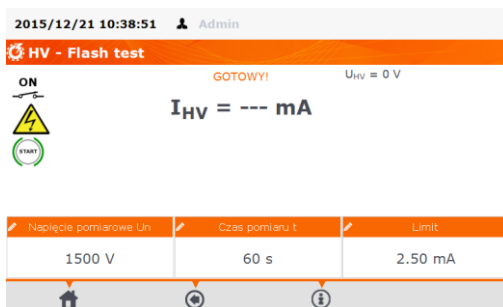 2015/12/21 10:38:51 Admin
HV - Flash test
ON
GOTOWY!
UHV = 0 V
IHV = --- mA
START
Napięcie pomiarowe Un
Czas pomiaru t
Limit
1500 V
60 s
2.50 mA